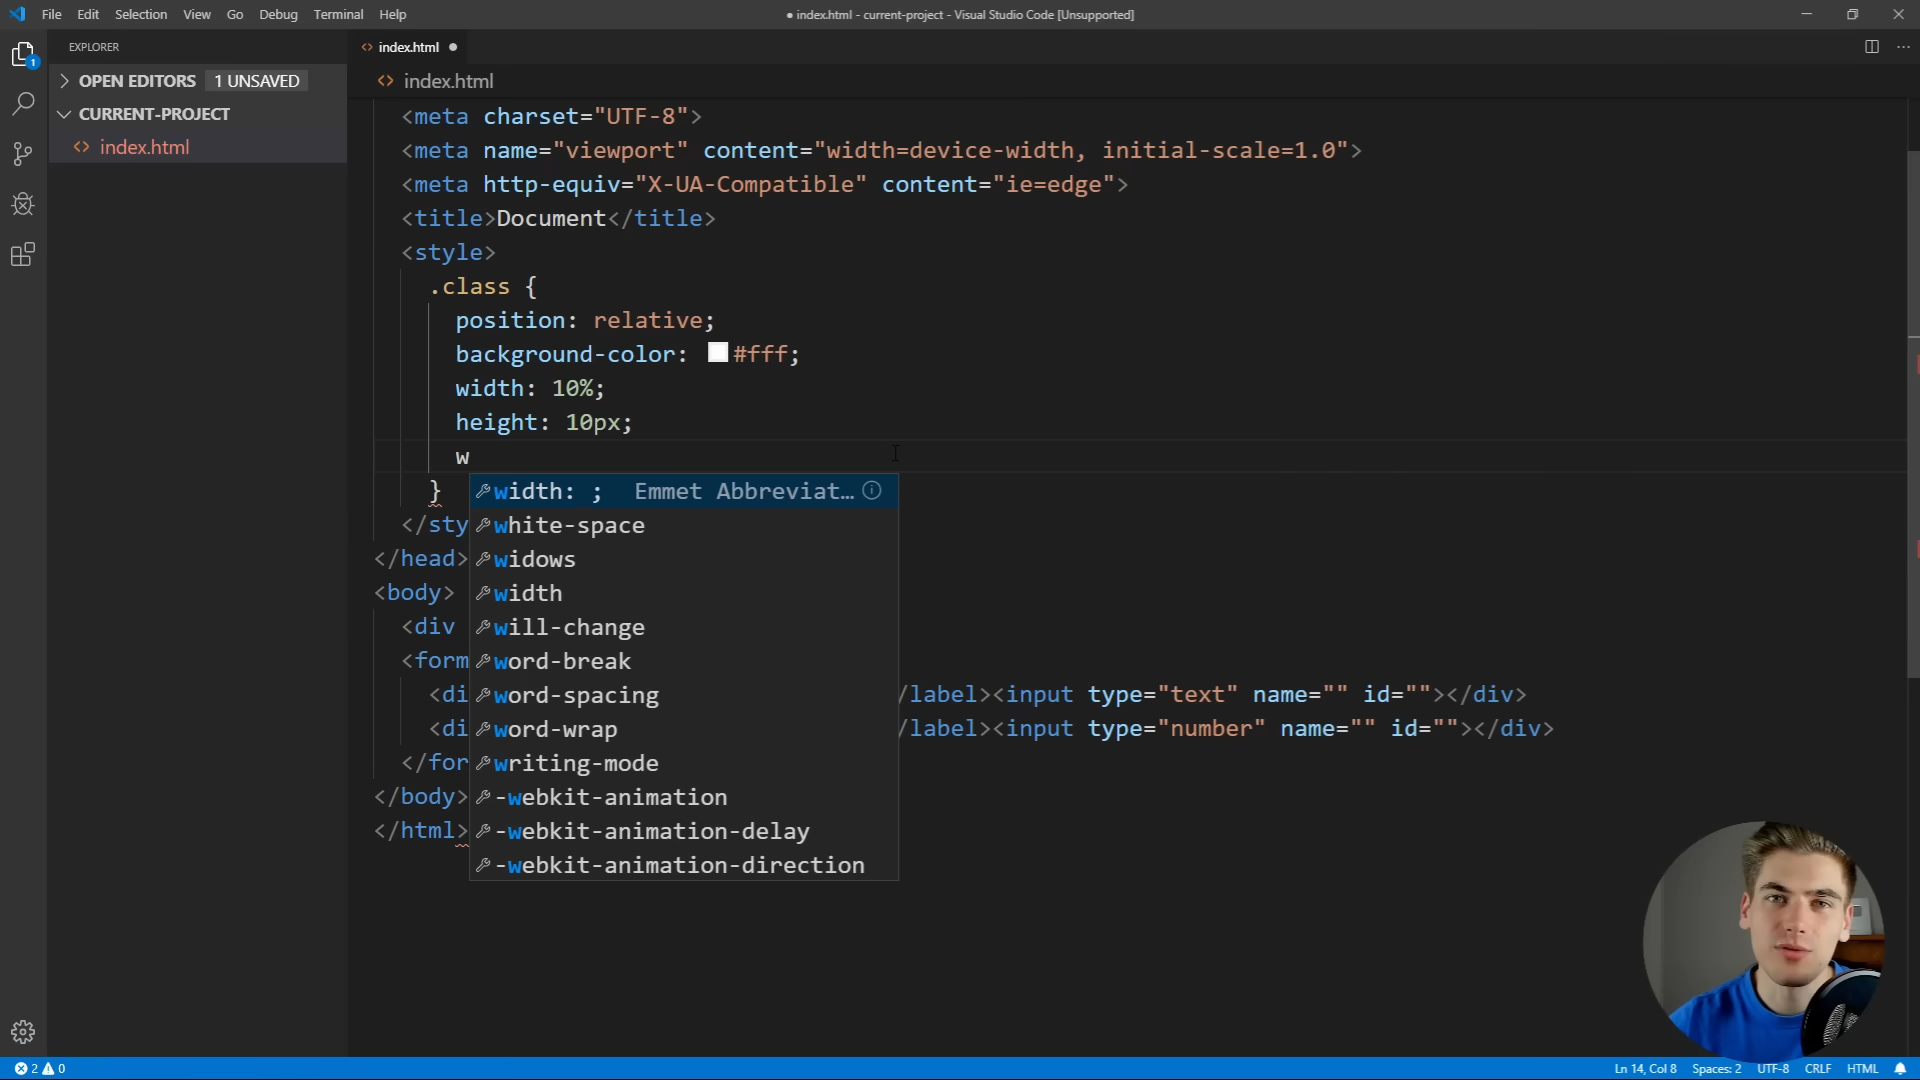 File Edit Selection View Go Debug Terminal Help
● index.html - current-project - Visual Studio Code [Unsupported]
EXPLORER
OPEN EDITORS 1 UNSAVED
CURRENT-PROJECT
index.html
1
index.html ●
index.html
<meta charset="UTF-8">
<meta name="viewport" content="width=device-width, initial-scale=1.0">
<meta http-equiv="X-UA-Compatible" content="ie=edge">
<title>Document</title>
<style>
.class {
position: relative;
background-color: #fff;
width: 10%;
height: 10px;
w
}
</sty
</head>
<body>
<div
<form
<di /label><input type="text" name="" id=""></div>
<di /label><input type="number" name="" id=""></div>
</for
</body>
</html>
width: ; Emmet Abbreviat…
white-space
widows
width
will-change
word-break
word-spacing
word-wrap
writing-mode
-webkit-animation
-webkit-animation-delay
-webkit-animation-direction
2 0
Ln 14, Col 8 Spaces: 2 UTF-8 CRLF HTML